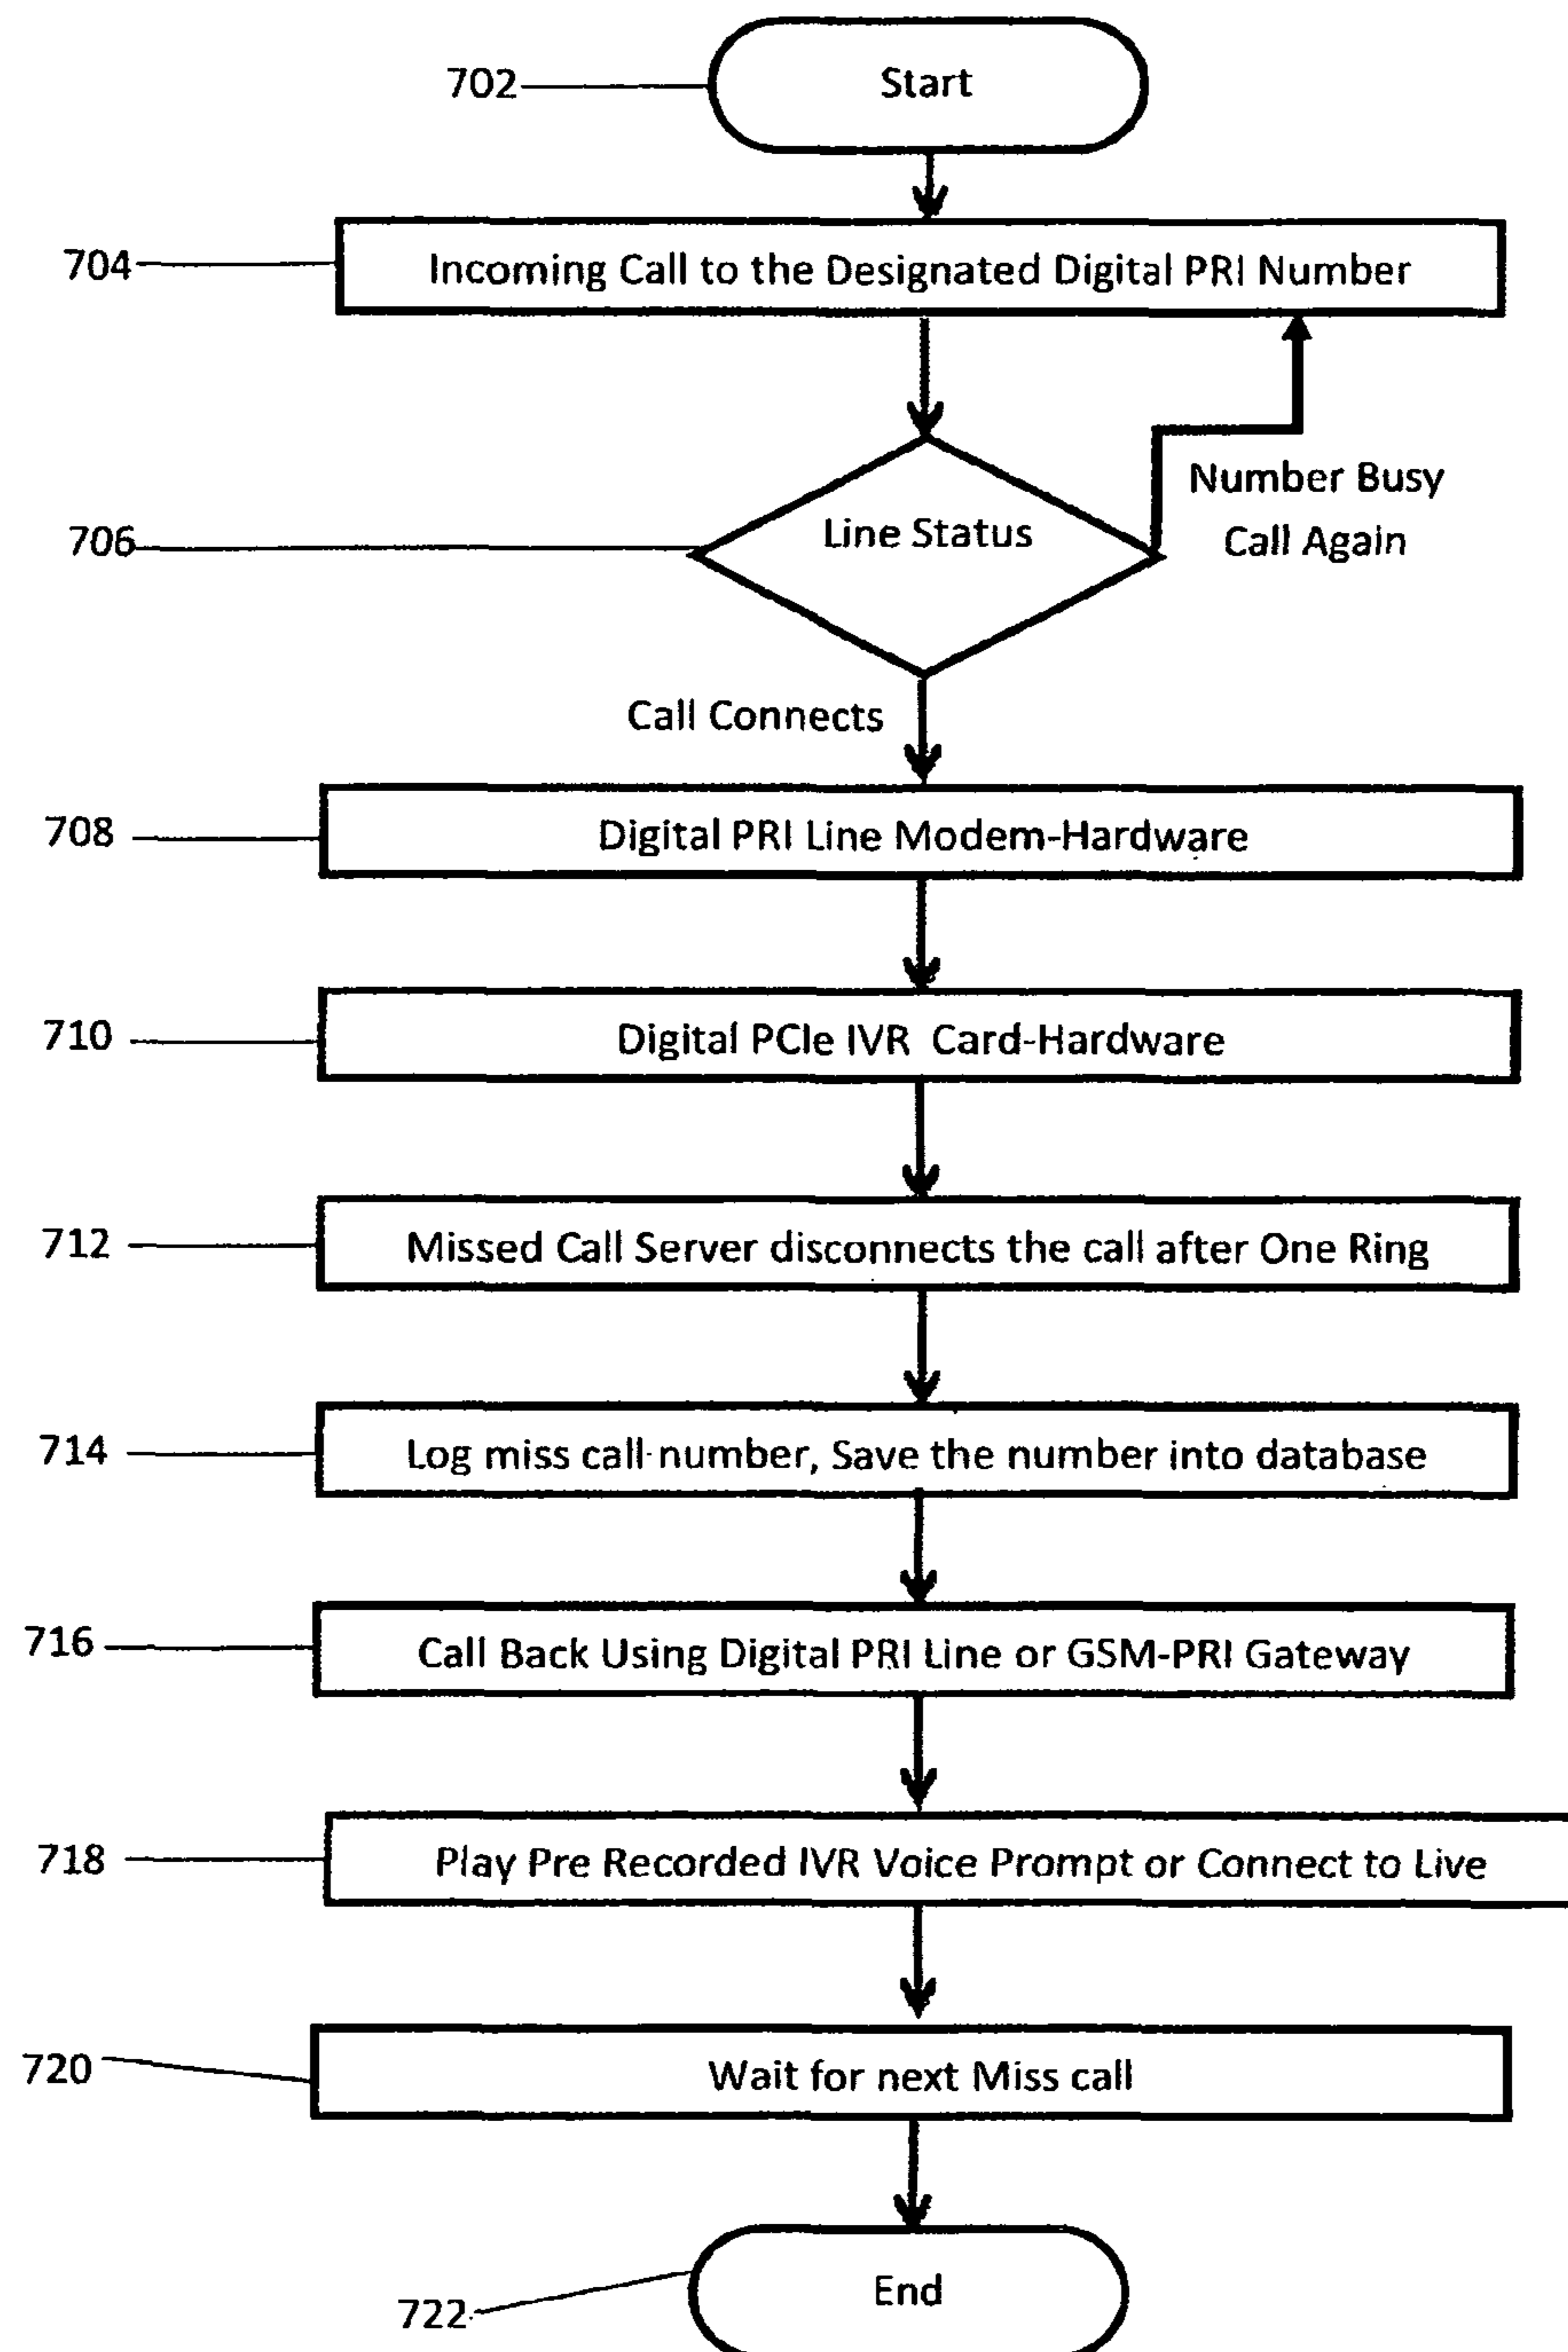 702
Start
704
Incoming Call to the Designated Digital PRI Number
706
Line Status
Number Busy
Call Again
Call Connects
708
Digital PRI Line Modem-Hardware
710
Digital PCIe IVR Card-Hardware
712
Missed Call Server disconnects the call after One Ring
714
Log miss call number, Save the number into database
716
Call Back Using Digital PRI Line or GSM-PRI Gateway
718
Play Pre Recorded IVR Voice Prompt or Connect to Live
720
Wait for next Miss call
End
722